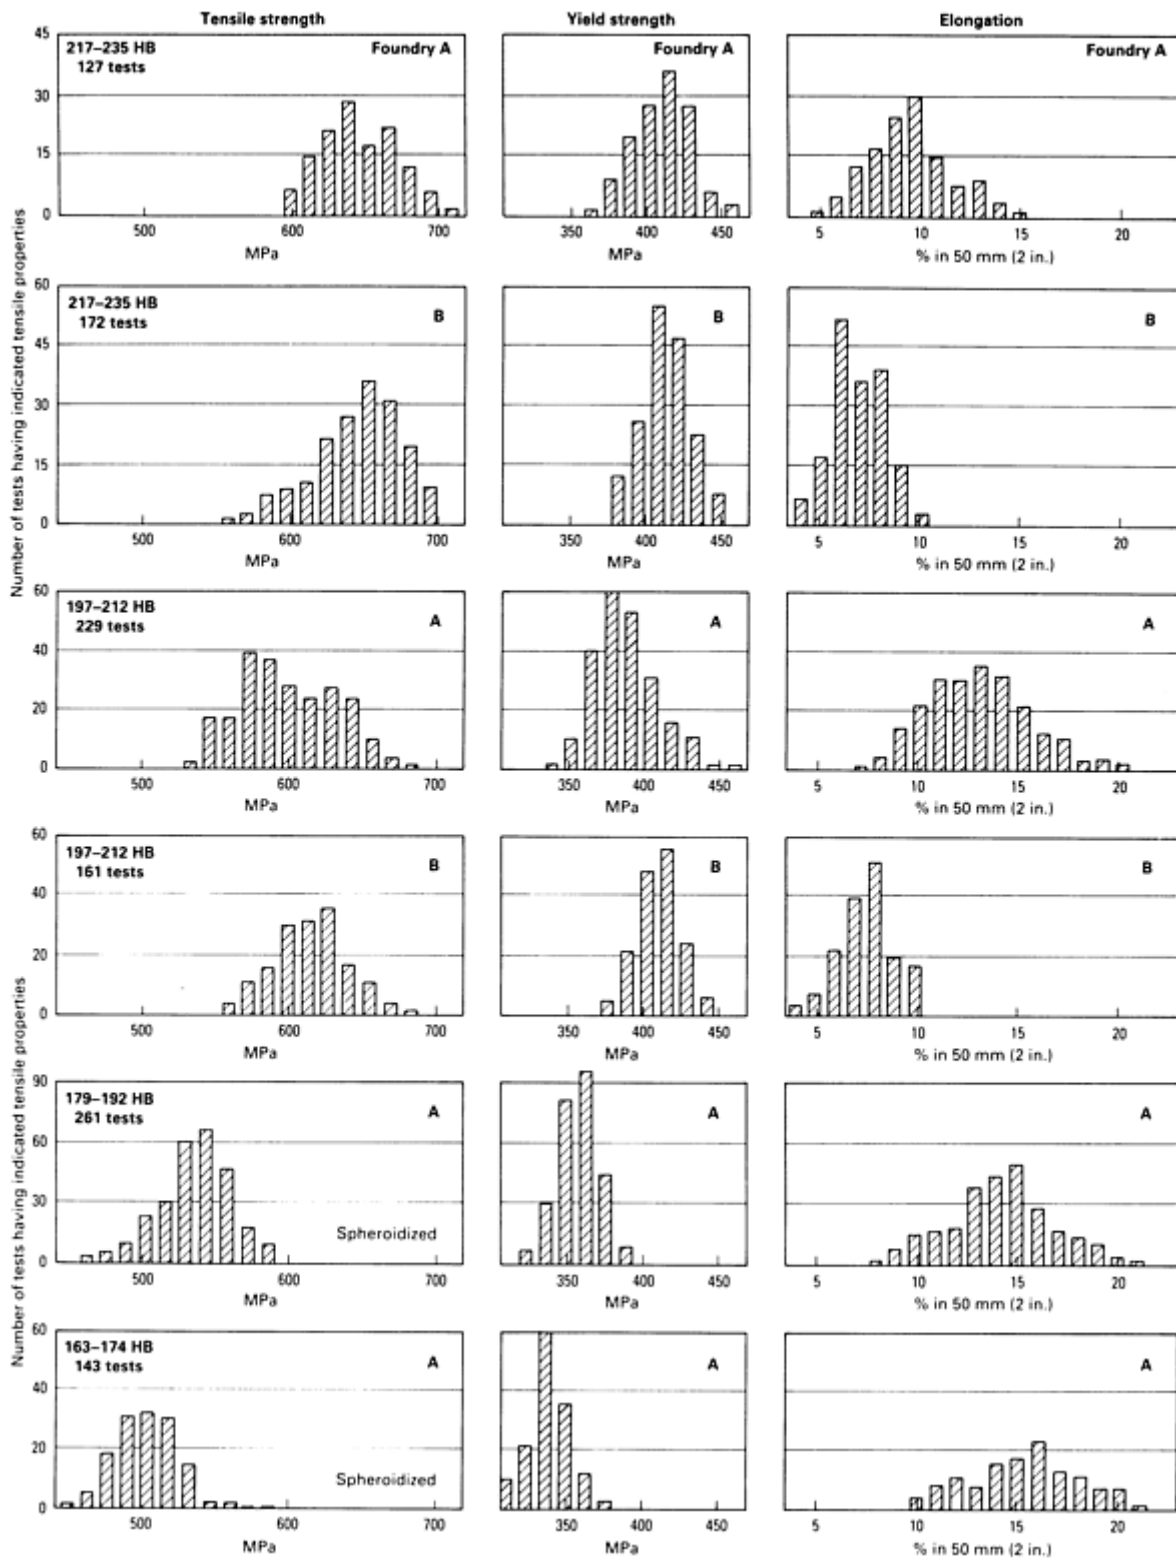 Tensile strength
Yield strength
Elongation
Number of tests having indicated tensile properties
45
30
15
0
217–235 HB
127 tests
Foundry A
500
600
700
MPa
Foundry A
350
400
450
MPa
Foundry A
5
10
15
20
% in 50 mm (2 in.)
60
45
30
15
0
217–235 HB
172 tests
B
500
600
700
MPa
B
350
400
450
MPa
B
5
10
15
20
% in 50 mm (2 in.)
60
40
20
0
197–212 HB
229 tests
A
500
600
700
MPa
A
350
400
450
MPa
A
5
10
15
20
% in 50 mm (2 in.)
Number of tests having indicated tensile properties
60
40
20
0
197–212 HB
161 tests
B
500
600
700
MPa
B
350
400
450
MPa
B
5
10
15
20
% in 50 mm (2 in.)
90
60
30
0
179–192 HB
261 tests
A
Spheroidized
500
600
MPa
A
350
400
450
MPa
A
5
10
15
20
% in 50 mm (2 in.)
60
40
20
0
163–174 HB
143 tests
A
Spheroidized
500
600
700
MPa
A
350
400
450
MPa
A
5
10
15
20
% in 50 mm (2 in.)